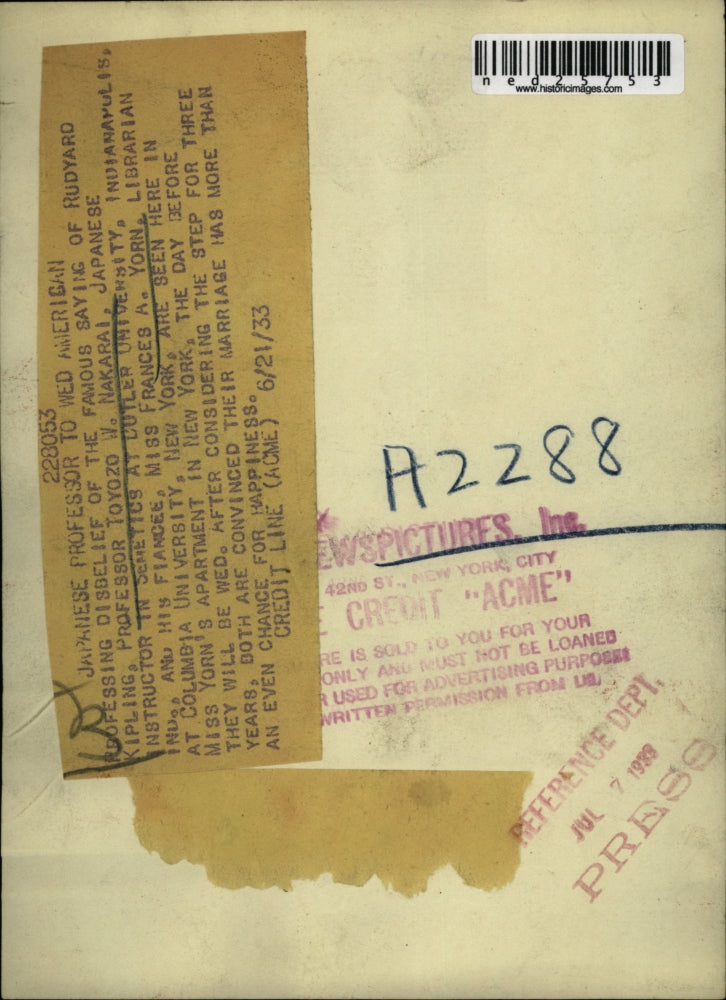 228053
JAPANESE PROFESSOR TO WED AMERICAN
PROFESSING DISBELIEF OF THE FAMOUS SAYING OF RUDYARD
KIPLING, PROFESSOR TOYOZO W. NAKARAI, JAPANESE
INSTRUCTOR IN SEMETICS AT BUTLER UNIVERSITY, INDIANAPOLIS,
IND., AND HIS FIANCEE, MISS FRANCES A. YORN, LIBRARIAN
AT COLUMBIA UNIVERSITY, NEW YORK, ARE SEEN HERE IN
MISS YORN'S APARTMENT IN NEW YORK, THE DAY BEFORE
THEY WILL BE WED. AFTER CONSIDERING THE STEP FOR THREE
YEARS, BOTH ARE CONVINCED THEIR MARRIAGE HAS MORE THAN
AN EVEN CHANCE FOR HAPPINESS.
CREDIT LINE (ACME) 6/21/33
ned25753
www.historicimages.com
A2288
EWSPICTURES, Inc.
42ND ST., NEW YORK CITY
CREDIT "ACME"
RE IS SOLD TO YOU FOR YOUR
ONLY AND MUST NOT BE LOANED
R USED FOR ADVERTISING PURPOSES
WRITTEN PERMISSION FROM US.
REFERENCE DEPT.
JUL 7 1933
PRESS